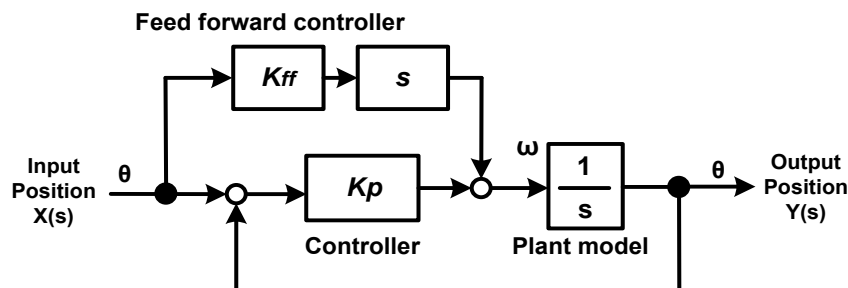 Feed forward controller
Kff
s
Input
Position
X(s)
θ
Kp
Controller
ω
1
s
Plant model
θ
Output
Position
Y(s)